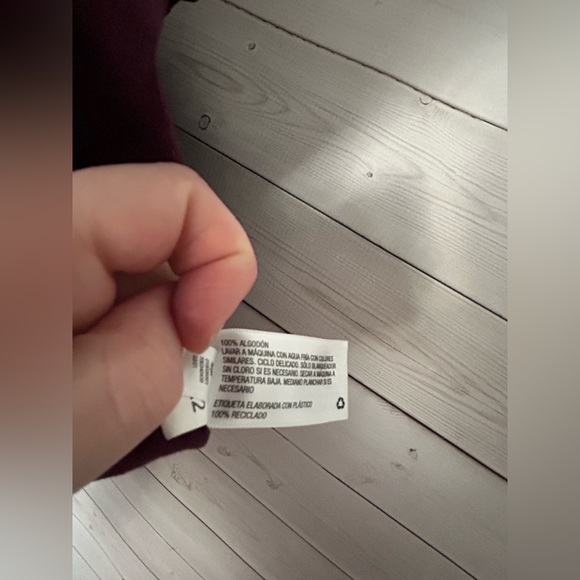 100% ALGODÓN
LAVAR A MÁQUINA CON AGUA FRÍA CON COLORES
SIMILARES. CICLO DELICADO. SÓLO BLANQUEADOR
SIN CLORO SI ES NECESARIO. SECAR A MÁQUINA A
TEMPERATURA BAJA. MEDIANO PLANCHAR SI ES
NECESARIO
ETIQUETA ELABORADA CON PLÁSTICO
100% RECICLADO
2